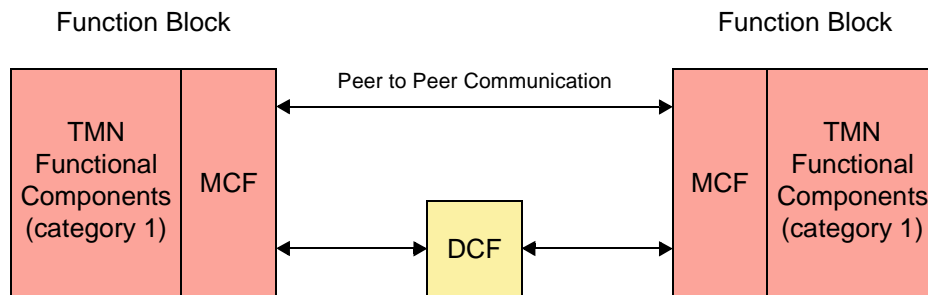 Function Block
Function Block
Peer to Peer Communication
TMN
Functional
Components
(category 1)
MCF
DCF
MCF
TMN
Functional
Components
(category 1)